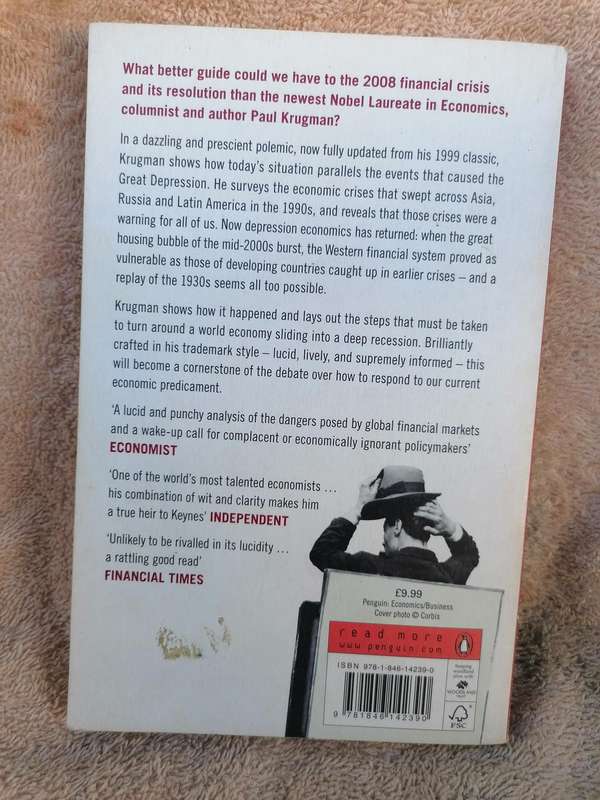 What better guide could we have to the 2008 financial crisis
and its resolution than the newest Nobel Laureate in Economics,
columnist and author Paul Krugman?
In a dazzling and prescient polemic, now fully updated from his 1999 classic,
Krugman shows how today's situation parallels the events that caused the
Great Depression. He surveys the economic crises that swept across Asia,
Russia and Latin America in the 1990s, and reveals that those crises were a
warning for all of us. Now depression economics has returned: when the great
housing bubble of the mid-2000s burst, the Western financial system proved as
vulnerable as those of developing countries caught up in earlier crises – and a
replay of the 1930s seems all too possible.
Krugman shows how it happened and lays out the steps that must be taken
to turn around a world economy sliding into a deep recession. Brilliantly
crafted in his trademark style – lucid, lively, and supremely informed – this
will become a cornerstone of the debate over how to respond to our current
economic predicament.
'A lucid and punchy analysis of the dangers posed by global financial markets
and a wake-up call for complacent or economically ignorant policymakers'
ECONOMIST
'One of the world's most talented economists ...
his combination of wit and clarity makes him
a true heir to Keynes' INDEPENDENT
'Unlikely to be rivalled in its lucidity ...
a rattling good read'
FINANCIAL TIMES
£9.99
Penguin: Economics/Business
Cover photo © Corbis
read more
www.penguin.com
ISBN 978-1-846-14239-0
9 781846 142390
WOODLAND
FSC